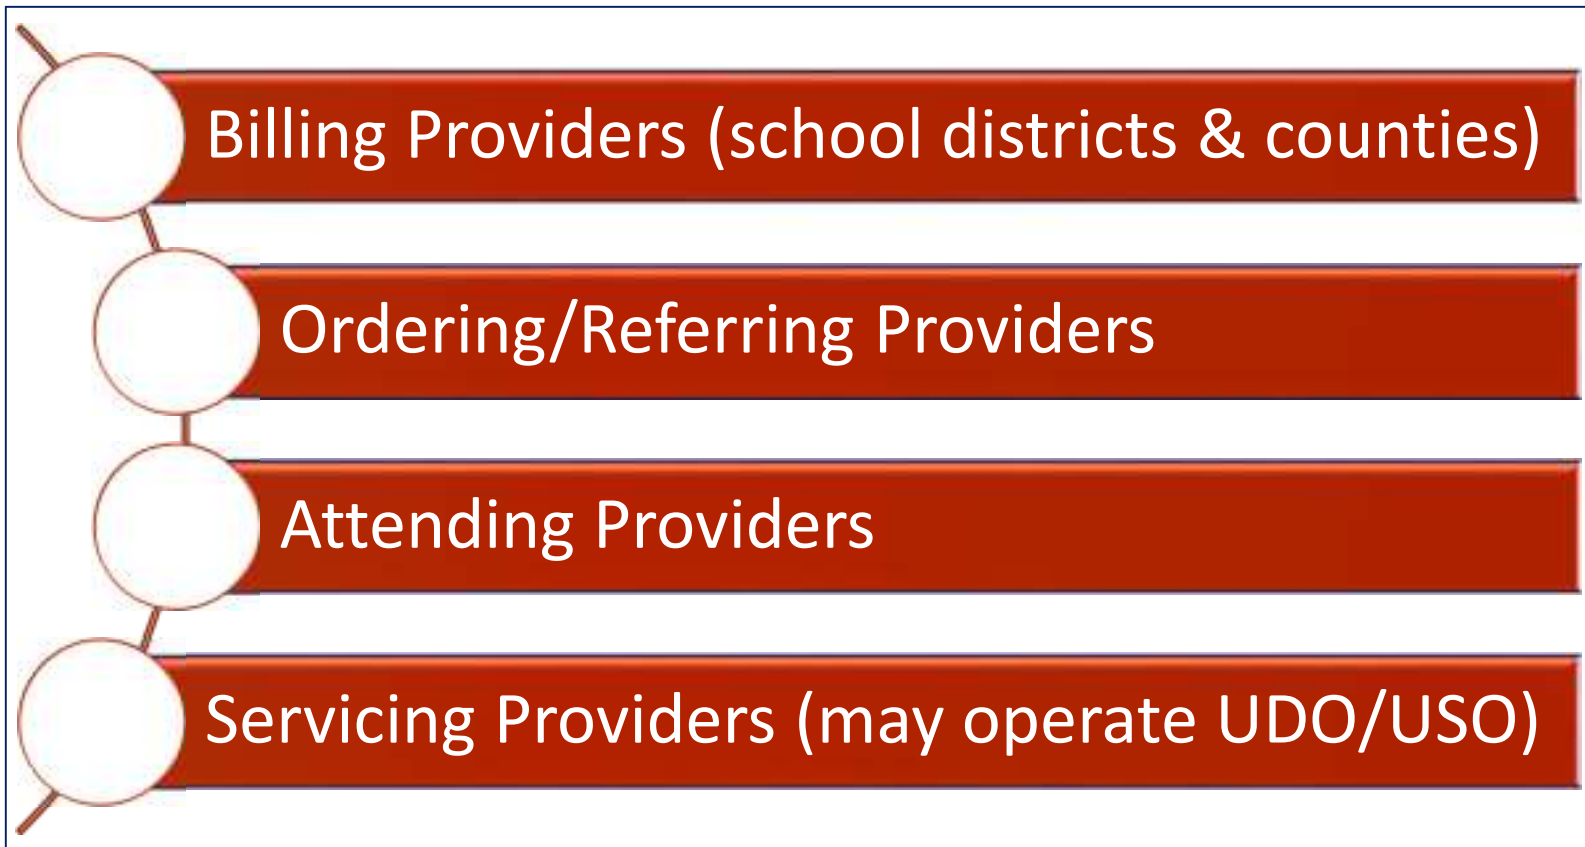 Billing Providers (school districts & counties)
Ordering/Referring Providers
Attending Providers
Servicing Providers (may operate UDO/USO)